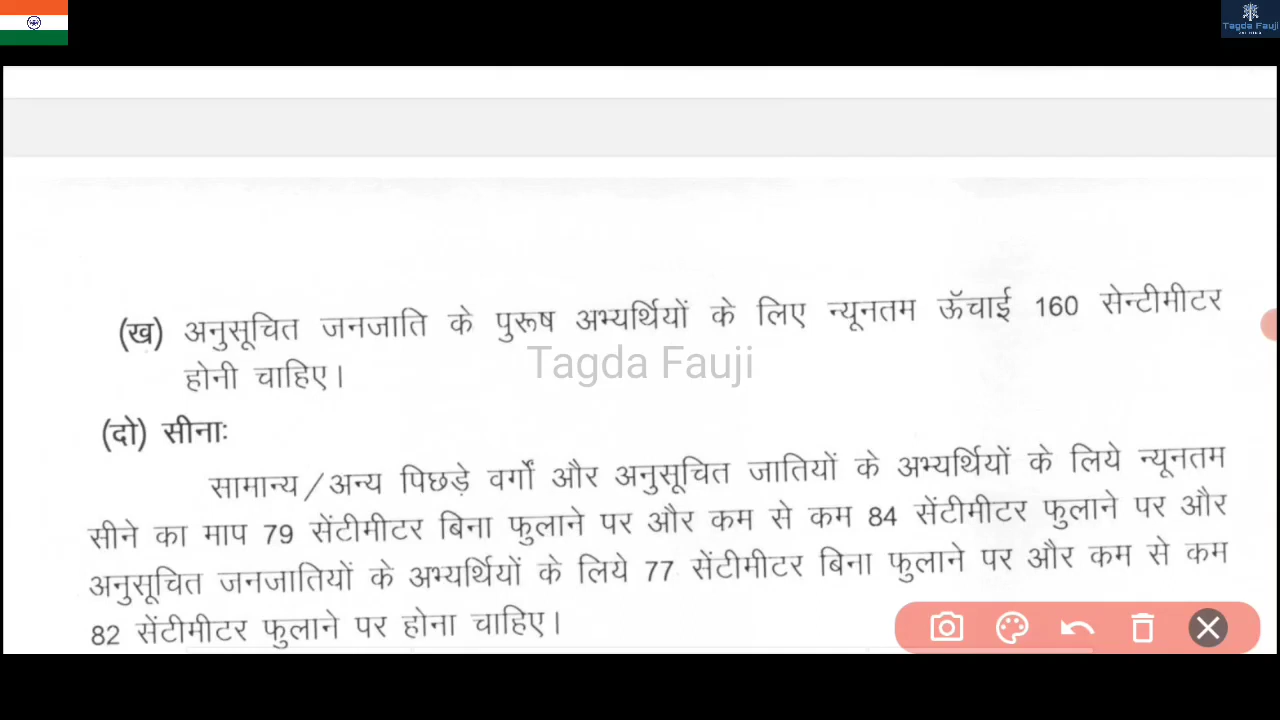 Tagda Fauji
(ख) अनुसूचित जनजाति के पुरूष अभ्यर्थियों के लिए न्यूनतम ऊँचाई 160 सेन्टीमीटर
होनी चाहिए।
Tagda Fauji
(दो) सीनाः
सामान्य/अन्य पिछड़े वर्गों और अनुसूचित जातियों के अभ्यर्थियों के लिये न्यूनतम
सीने का माप 79 सेंटीमीटर बिना फुलाने पर और कम से कम 84 सेंटीमीटर फुलाने पर और
अनुसूचित जनजातियों के अभ्यर्थियों के लिये 77 सेंटीमीटर बिना फुलाने पर और कम से कम
82 सेंटीमीटर फुलाने पर होना चाहिए।